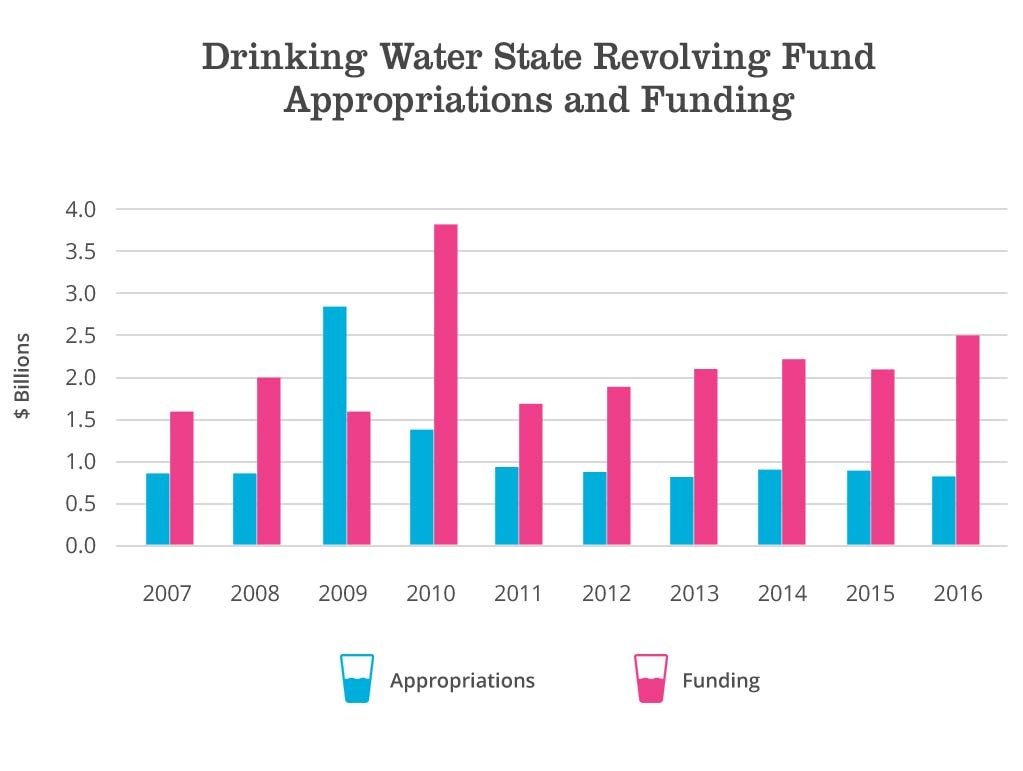 Drinking Water State Revolving Fund
Appropriations and Funding
$ Billions
4.0
3.5
3.0
2.5
2.0
1.5
1.0
0.5
0.0
2007 2008 2009 2010 2011 2012 2013 2014 2015 2016
Appropriations Funding